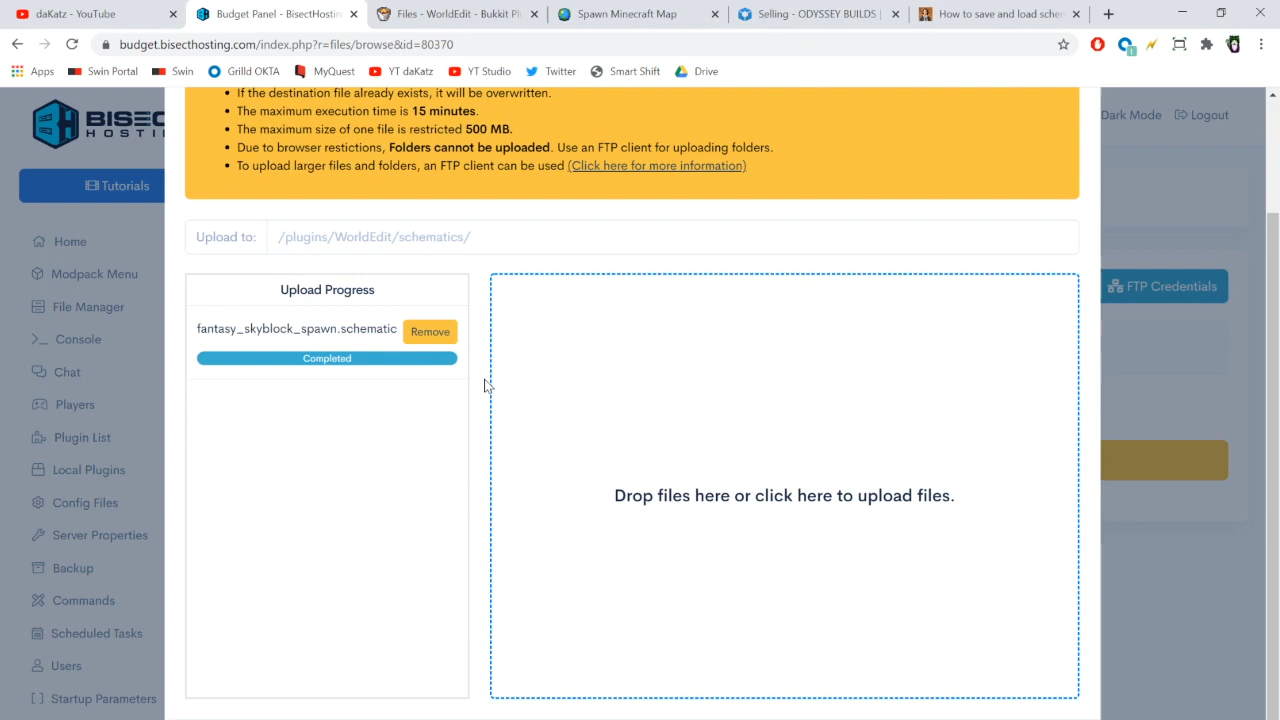 daKatz - YouTube
Budget Panel - BisectHostin
Files - WorldEdit - Bukkit Pl
Spawn Minecraft Map
Selling - ODYSSEY BUILDS |
How to save and load schem
budget.bisecthosting.com/index.php?r=files/browse&id=80370
1
Apps
Swin Portal
Swin
Grilld OKTA
MyQuest
YT daKatz
YT Studio
Twitter
Smart Shift
Drive
If the destination file already exists, it will be overwritten.
The maximum execution time is 15 minutes.
The maximum size of one file is restricted 500 MB.
Due to browser restictions, Folders cannot be uploaded. Use an FTP client for uploading folders.
To upload larger files and folders, an FTP client can be used (Click here for more information)
BISEC
HOSTI
Dark Mode
Logout
Tutorials
Upload to:
/plugins/WorldEdit/schematics/
Home
Modpack Menu
File Manager
Console
Chat
Players
Plugin List
Local Plugins
Config Files
Server Properties
Backup
Commands
Scheduled Tasks
Users
Startup Parameters
Upload Progress
fantasy_skyblock_spawn.schematic
Remove
Completed
Drop files here or click here to upload files.
FTP Credentials